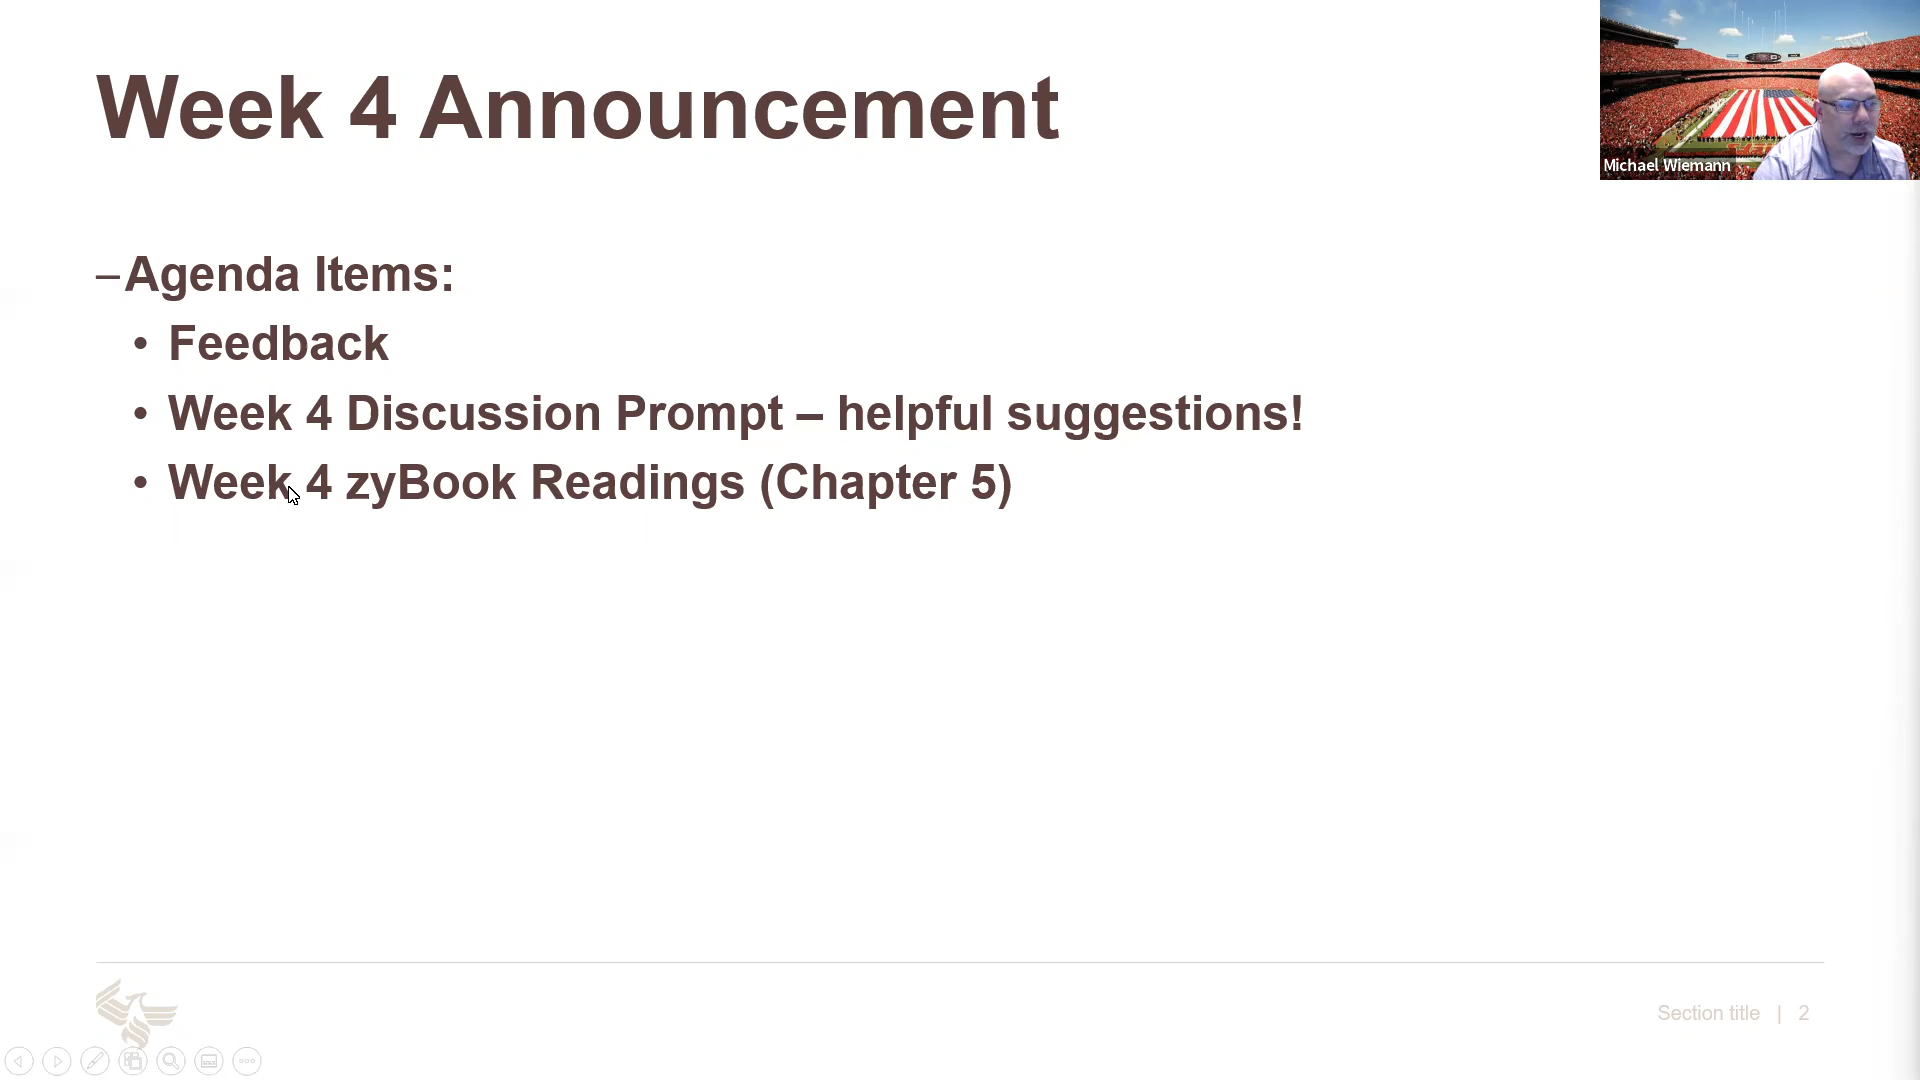 Week 4 Announcement
Michael Wiemann
–Agenda Items:
• Feedback
• Week 4 Discussion Prompt – helpful suggestions!
• Week 4 zyBook Readings (Chapter 5)
Section title | 2